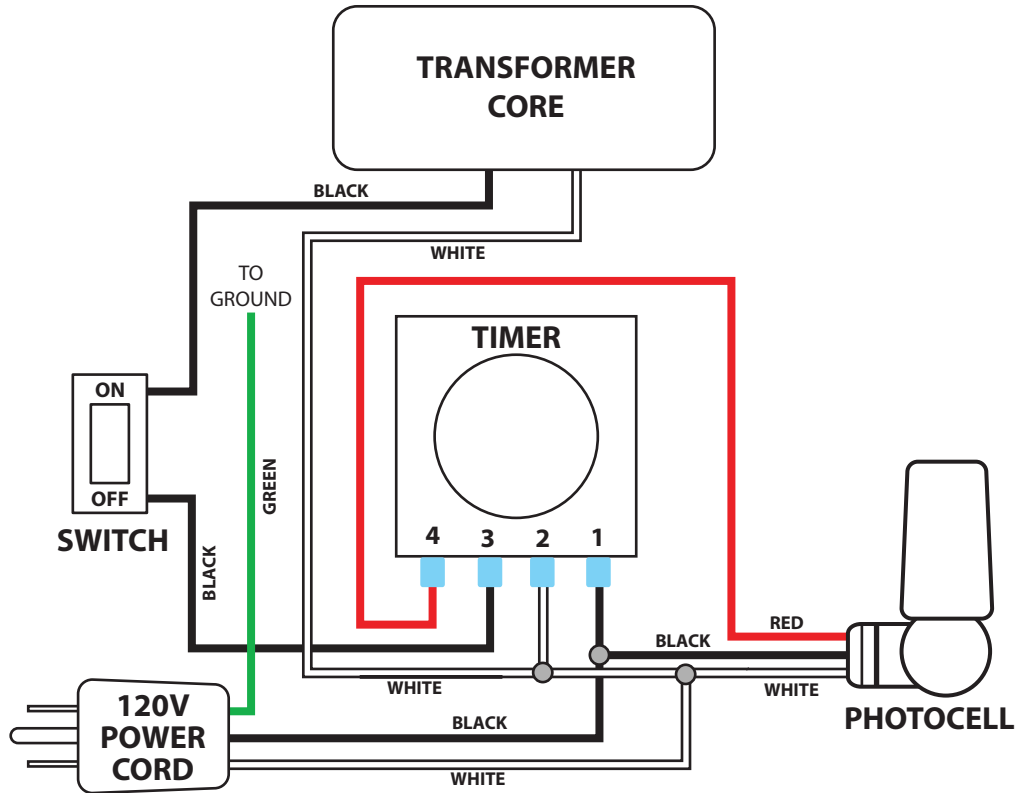 TRANSFORMER
CORE
BLACK
WHITE
TO
GROUND
TIMER
ON
OFF
SWITCH
GREEN
BLACK
4 3 2 1
RED
BLACK
WHITE
WHITE
PHOTOCELL
120V
POWER
CORD
BLACK
WHITE